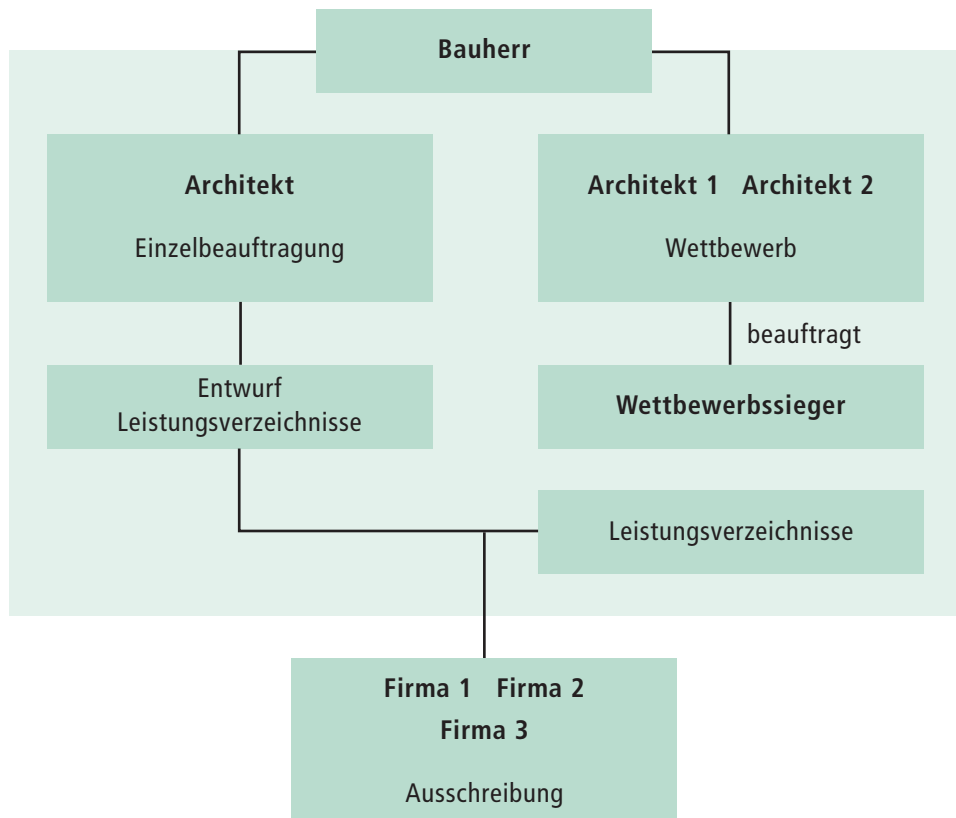 Bauherr
Architekt
Einzelbeauftragung
Architekt 1 Architekt 2
Wettbewerb
beauftragt
Entwurf
Leistungsverzeichnisse
Wettbewerbssieger
Leistungsverzeichnisse
Firma 1 Firma 2
Firma 3
Ausschreibung